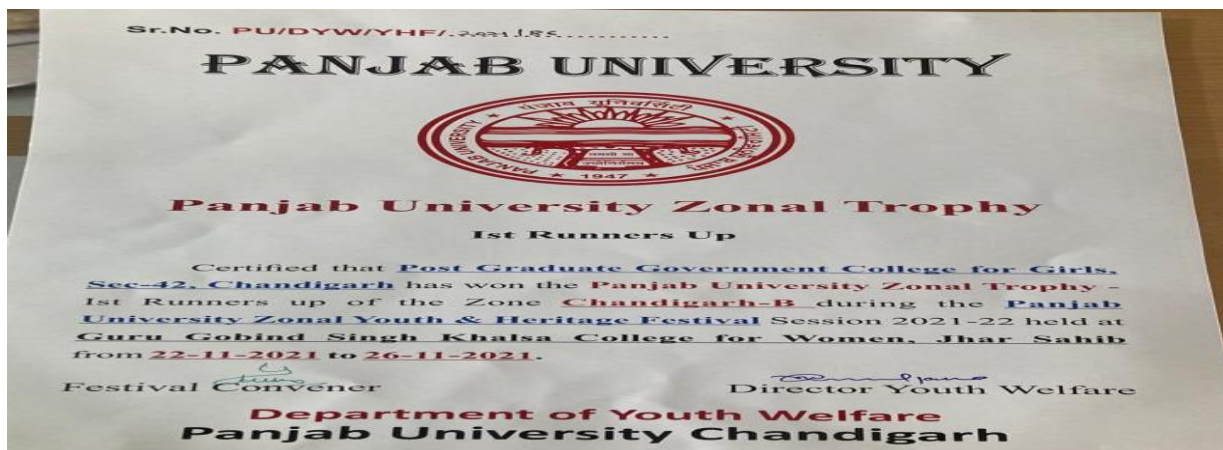 Sr.No. PU/DYW/YHF/
PANJAB UNIVERSITY
पंजाब यूनिवर्सिटी
PANJAB UNIVERSITY
1947
Panjab University Zonal Trophy
Ist Runners Up
Certified that Post Graduate Government College for Girls,
Sec-42, Chandigarh has won the Panjab University Zonal Trophy -
Ist Runners up of the Zone Chandigarh-B during the Panjab
University Zonal Youth & Heritage Festival Session 2021-22 held at
Guru Gobind Singh Khalsa College for Women, Jhar Sahib
from 22-11-2021 to 26-11-2021.
Festival Convener
Director Youth Welfare
Department of Youth Welfare
Panjab University Chandigarh